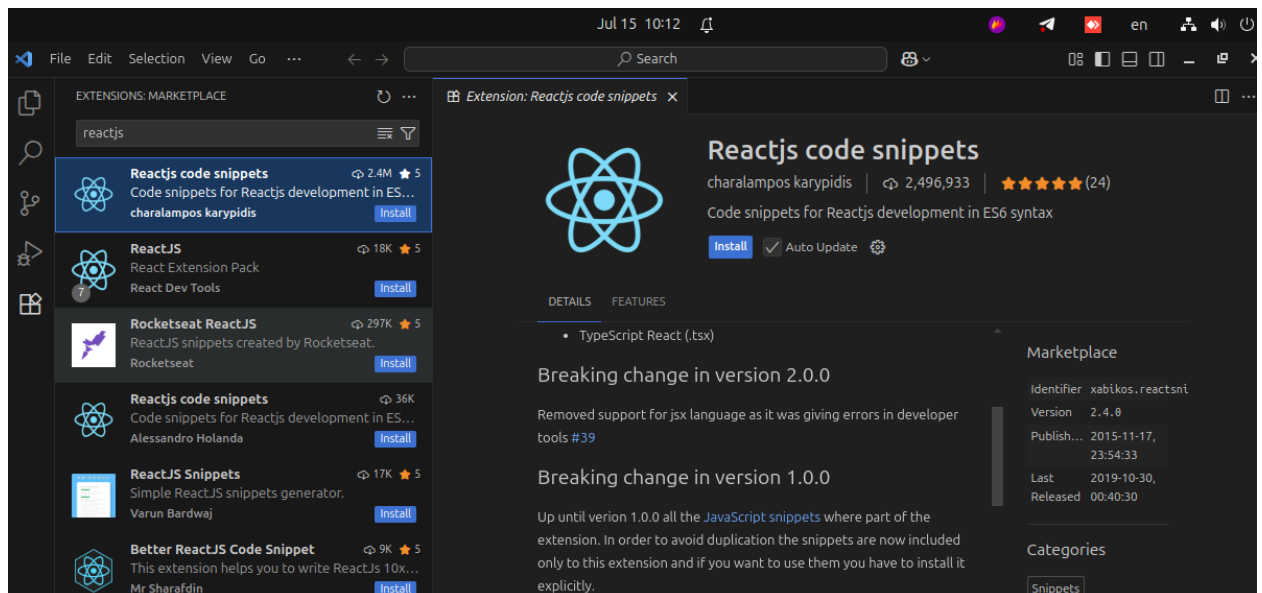 Jul 15 10:12
en
File Edit Selection View Go ···
Search
EXTENSIONS: MARKETPLACE
reactjs
Reactjs code snippets 2.4M 5
Code snippets for Reactjs development in ES...
charalampos karypidis Install
ReactJS 18K 5
React Extension Pack
React Dev Tools Install
7
Rocketseat ReactJS 297K 5
ReactJS snippets created by Rocketseat.
Rocketseat Install
Reactjs code snippets 36K
Code snippets for Reactjs development in ES...
Alessandro Holanda Install
ReactJS Snippets 17K 5
Simple ReactJS snippets generator.
Varun Bardwaj Install
Better ReactJS Code Snippet 9K 5
This extension helps you to write ReactJs 10x...
Mr Sharafdin Install
Extension: Reactjs code snippets
Reactjs code snippets
charalampos karypidis 2,496,933 (24)
Code snippets for Reactjs development in ES6 syntax
Install Auto Update
DETAILS FEATURES
• TypeScript React (.tsx)
Breaking change in version 2.0.0
Removed support for jsx language as it was giving errors in developer
tools #39
Breaking change in version 1.0.0
Up until verion 1.0.0 all the JavaScript snippets where part of the
extension. In order to avoid duplication the snippets are now included
only to this extension and if you want to use them you have to install it
explicitly.
Marketplace
Identifier xabikos.reactsni
Version 2.4.0
Publish... 2015-11-17,
23:54:33
Last 2019-10-30,
Released 00:40:30
Categories
Snippets